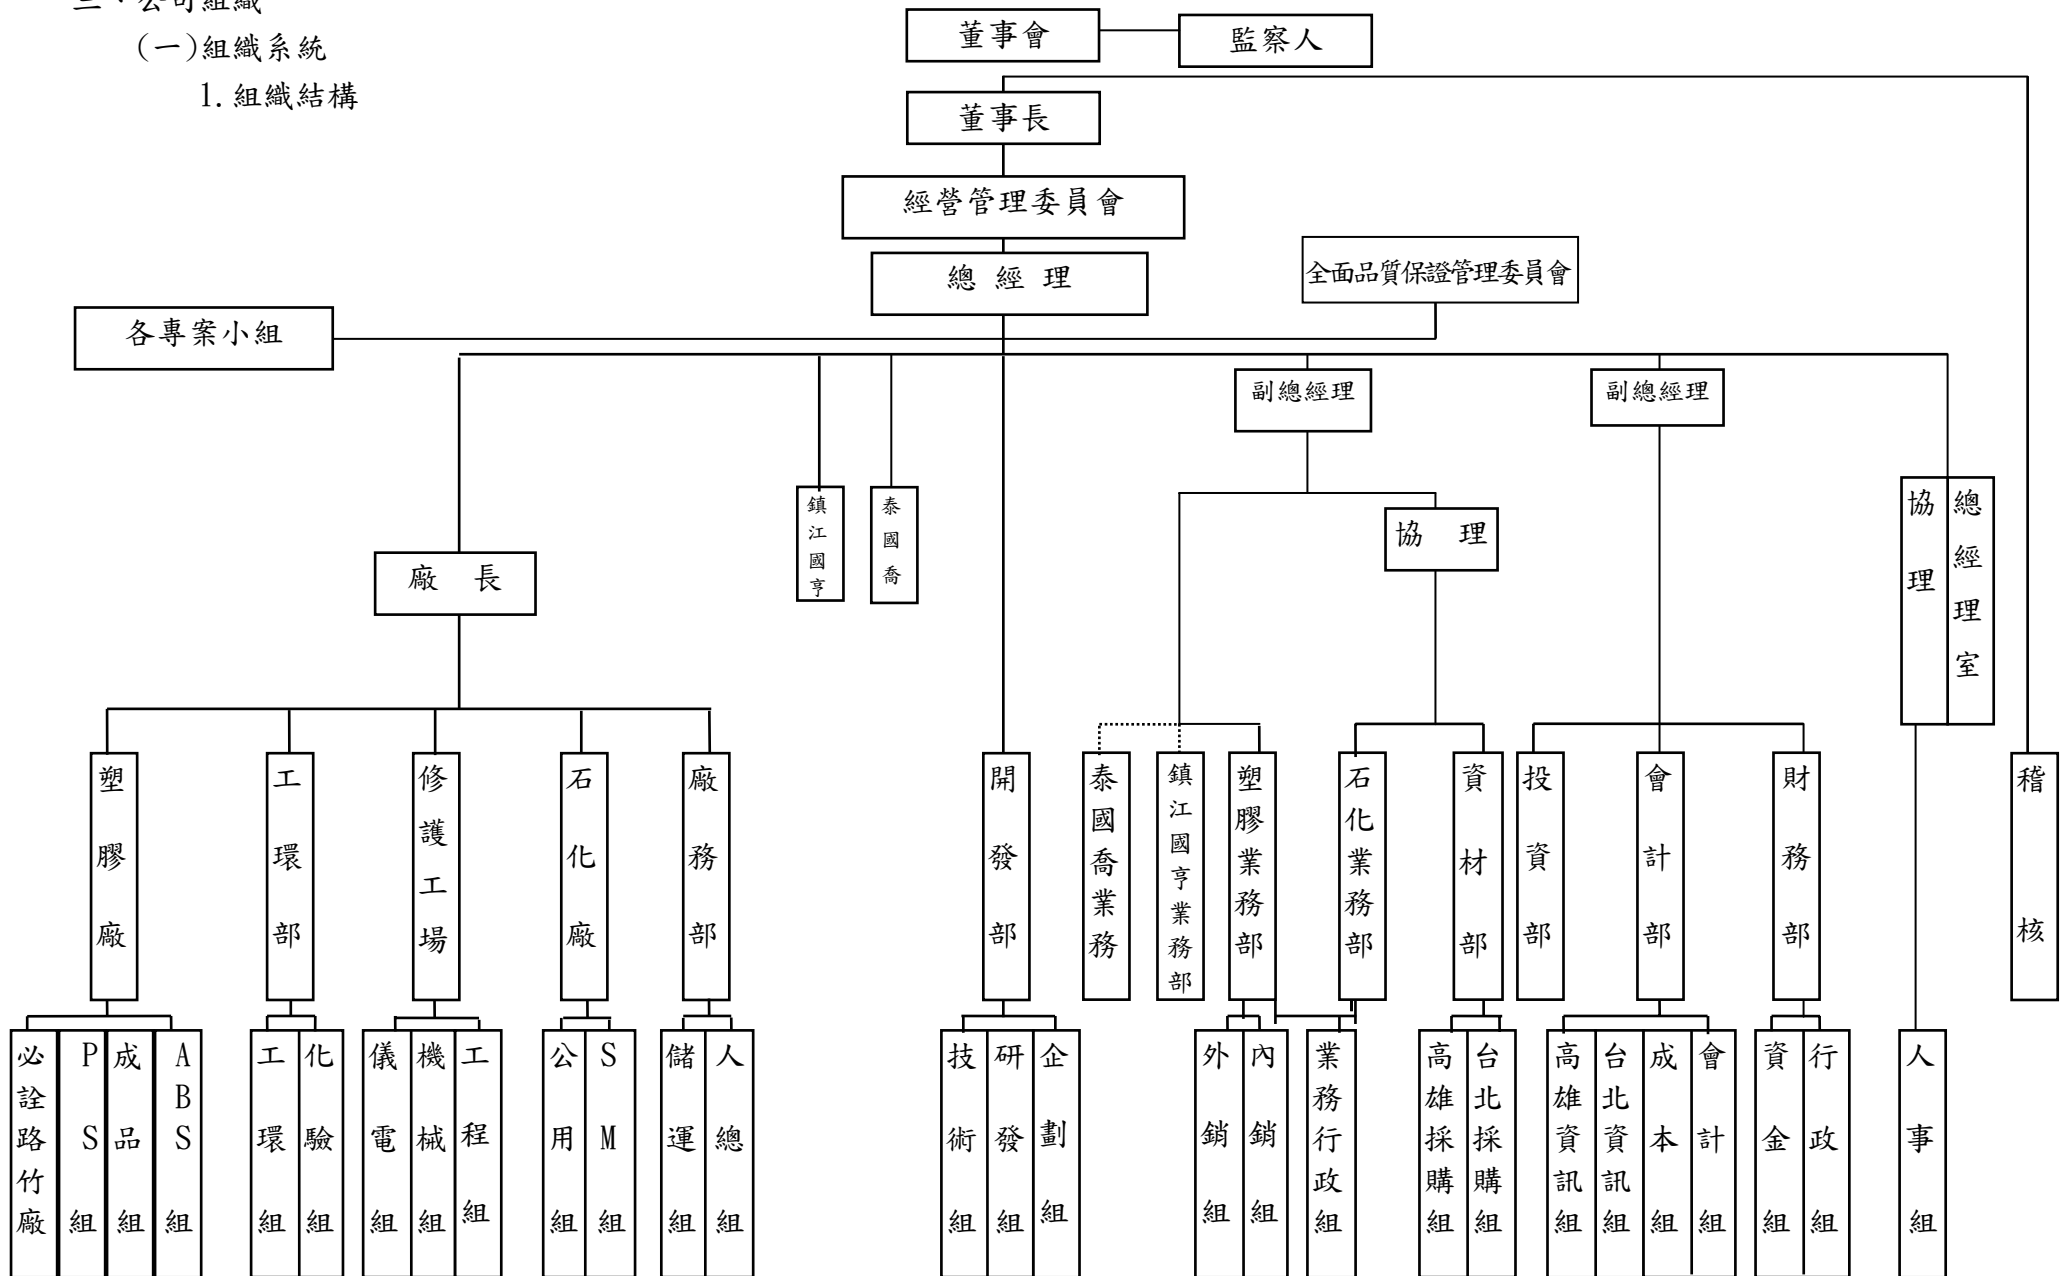 三、公司組織
(一)組織系統
1.組織結構
董事會
監察人
董事長
經營管理委員會
總經理
全面品質保證管理委員會
各專案小組
副總經理
副總經理
鎮江國亨
泰國喬
協理
總經理室
協理
廠長
塑膠廠
工環部
修護工場
石化廠
廠務部
開發部
泰國喬業務
鎮江國亨業務部
塑膠業務部
石化業務部
資材部
投資部
會計部
財務部
稽核
必詮路竹廠
PS組
成品組
ABS組
工環組
化驗組
儀電組
機械組
工程組
公用組
SM組
儲運組
人總組
技術組
研發組
企劃組
外銷組
內銷組
業務行政組
高雄採購組
台北採購組
高雄資訊組
台北資訊組
成本組
會計組
資金組
行政組
人事組